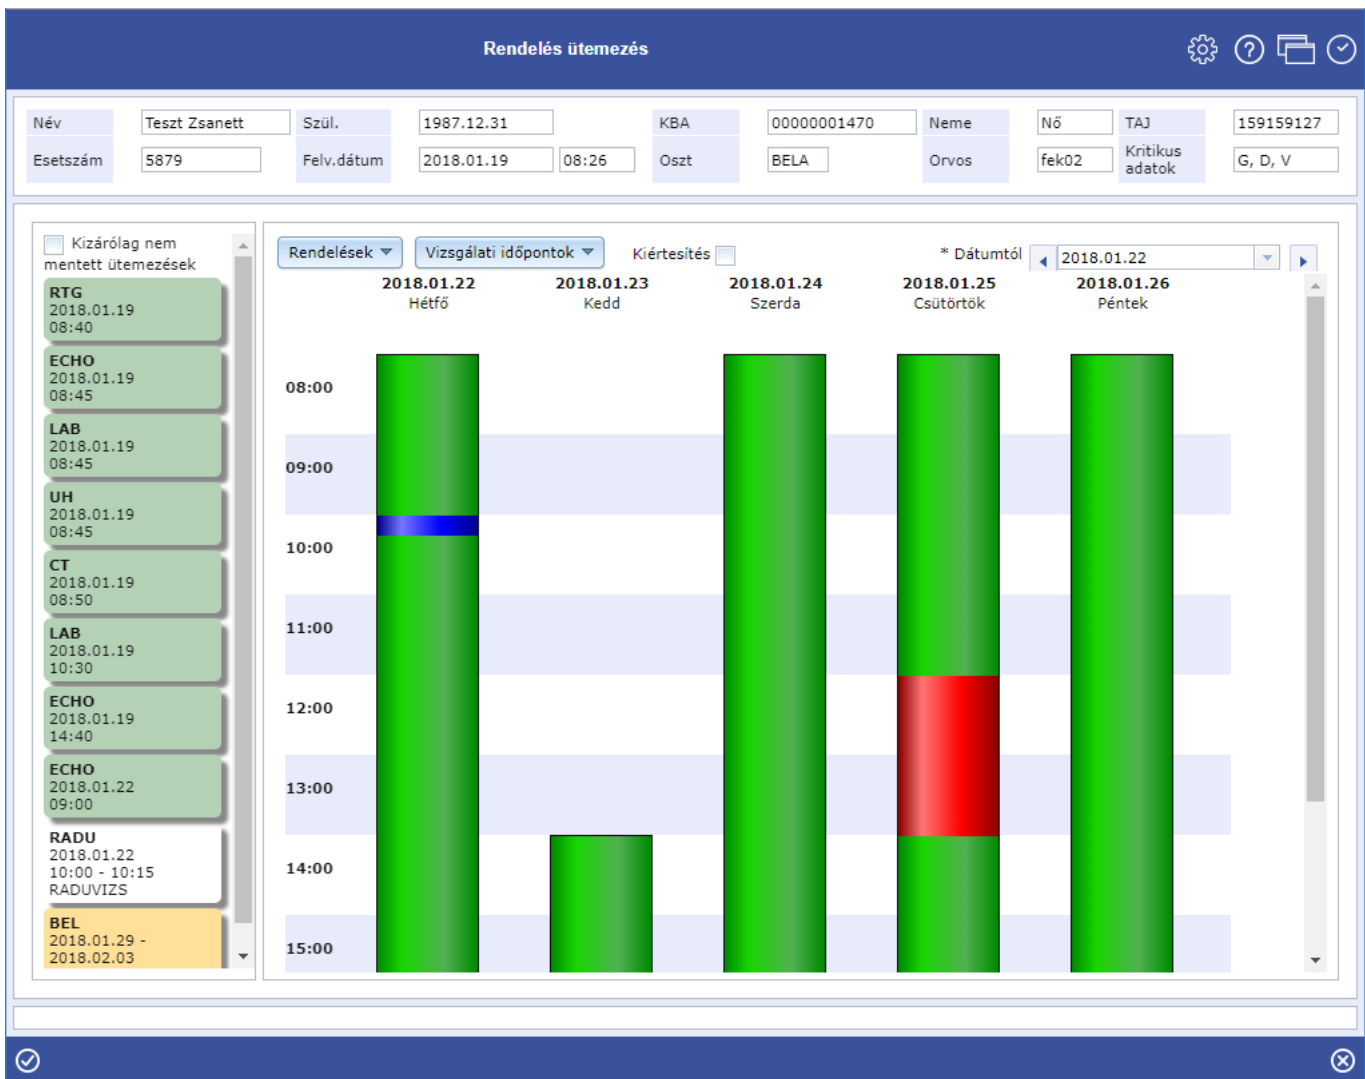 Rendelés ütemezés
Név Teszt Zsanett Szül. 1987.12.31 KBA 00000001470 Neme Nő TAJ 159159127
Esetszám 5879 Felv.dátum 2018.01.19 08:26 Oszt BELA Orvos fek02 Kritikus adatok G, D, V
Kizárólag nem
mentett ütemezések
RTG
2018.01.19
08:40
ECHO
2018.01.19
08:45
LAB
2018.01.19
08:45
UH
2018.01.19
08:45
CT
2018.01.19
08:50
LAB
2018.01.19
10:30
ECHO
2018.01.19
14:40
ECHO
2018.01.22
09:00
RADU
2018.01.22
10:00 - 10:15
RADUVIZS
BEL
2018.01.29 -
2018.02.03
Rendelések Vizsgálati időpontok Kiértesítés * Dátumtól 2018.01.22
2018.01.22 2018.01.23 2018.01.24 2018.01.25 2018.01.26
Hétfő Kedd Szerda Csütörtök Péntek
08:00
09:00
10:00
11:00
12:00
13:00
14:00
15:00